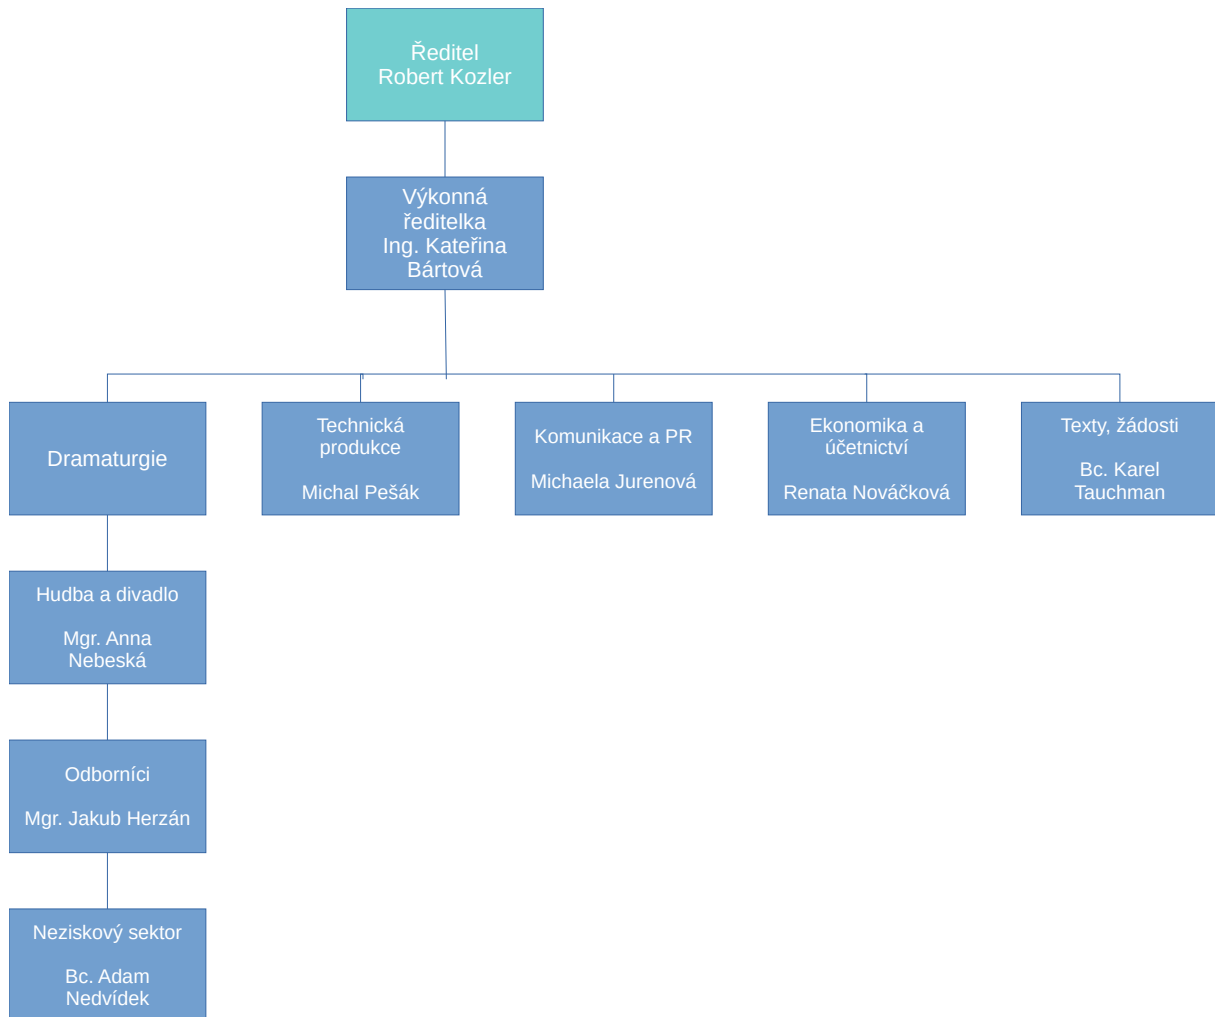 Ředitel
Robert Kozler
Výkonná
ředitelka
Ing. Kateřina
Bártová
Dramaturgie
Technická
produkce
Michal Pešák
Komunikace a PR
Michaela Jurenová
Ekonomika a
účetnictví
Renata Nováčková
Texty, žádosti
Bc. Karel
Tauchman
Hudba a divadlo
Mgr. Anna
Nebeská
Odborníci
Mgr. Jakub Herzán
Neziskový sektor
Bc. Adam
Nedvídek